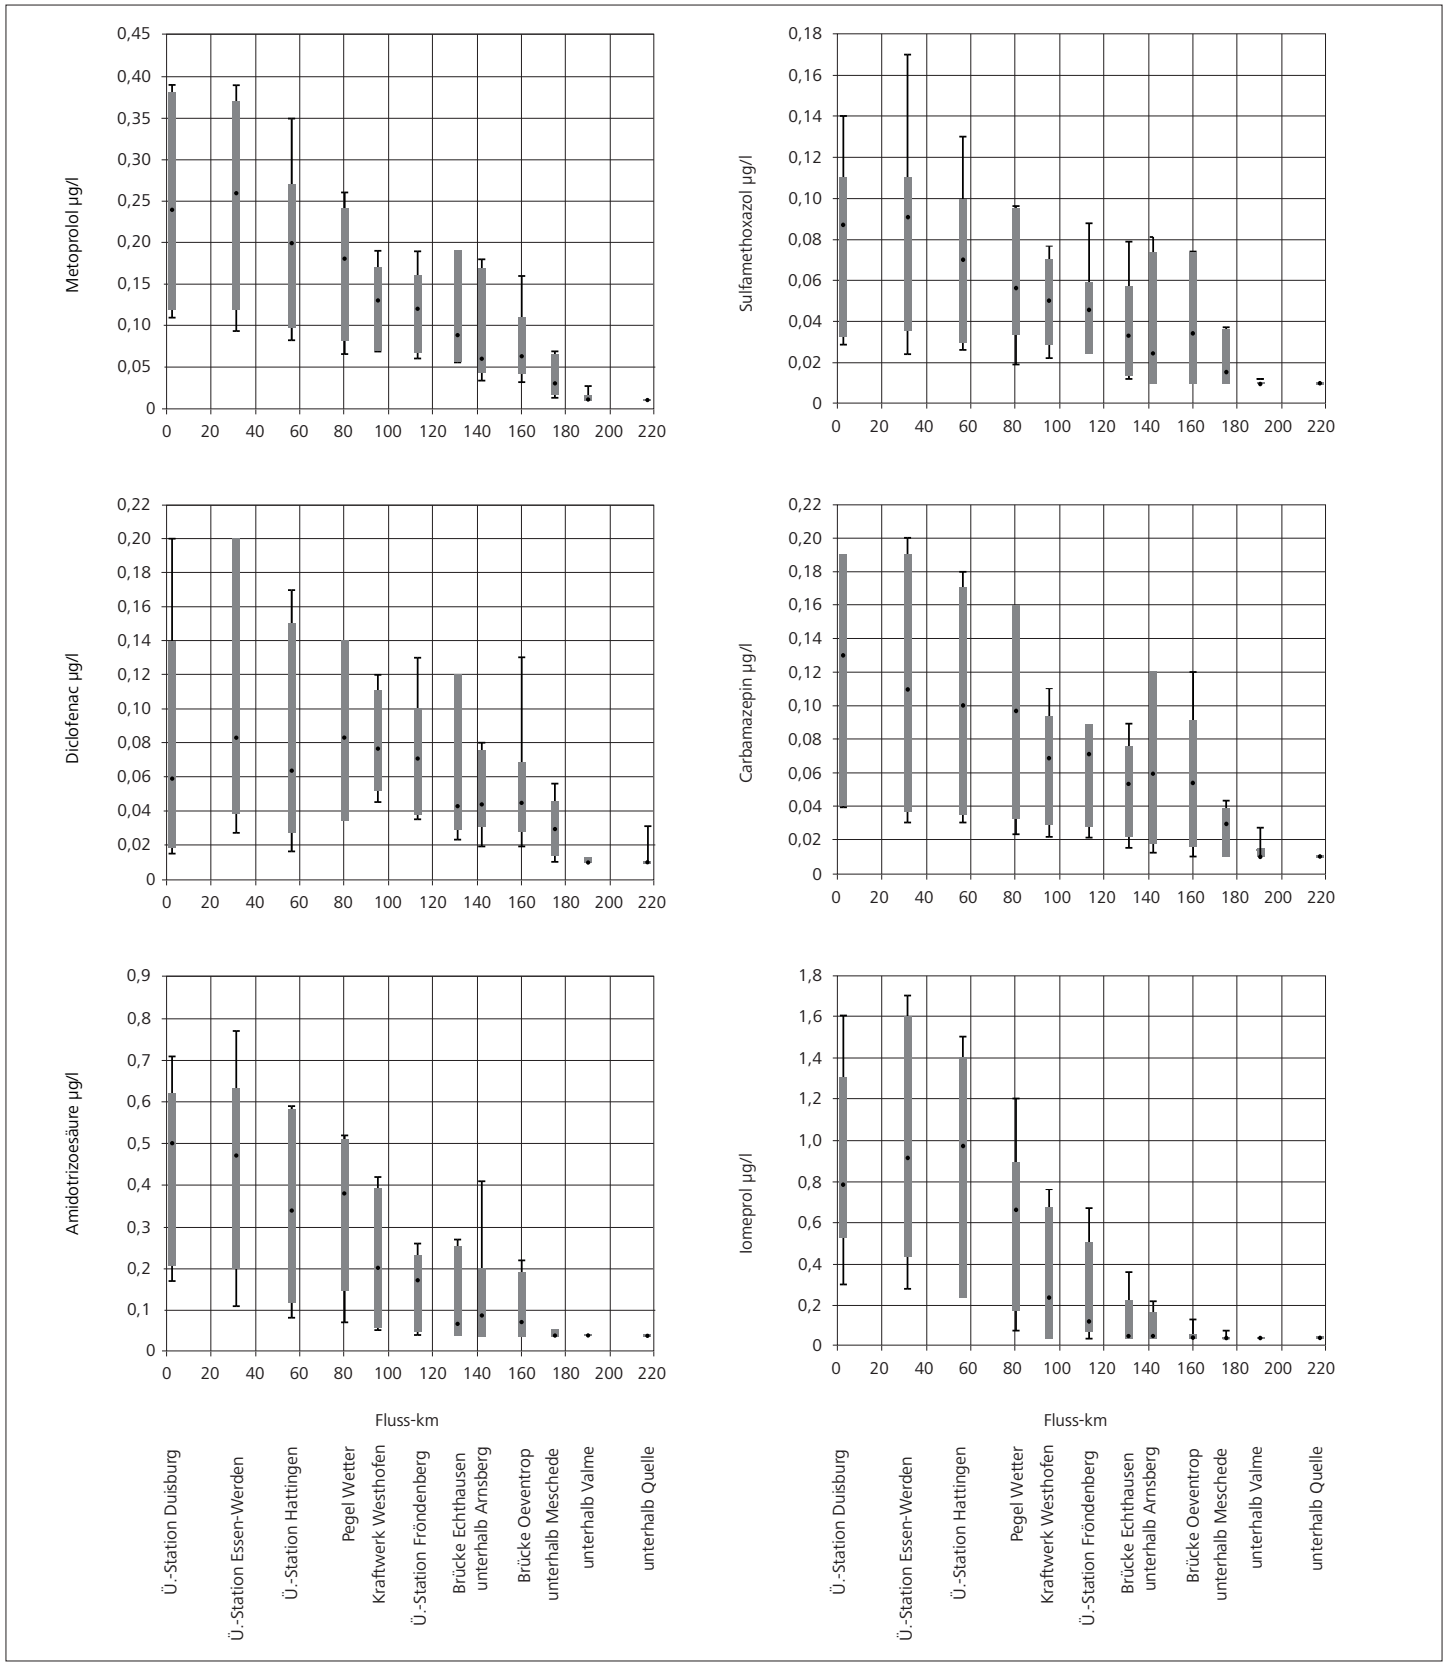 Metoprolol µg/l
0,45
0,40
0,35
0,30
0,25
0,20
0,15
0,10
0,05
0
0 20 40 60 80 100 120 140 160 180 200 220
Sulfamethoxazol µg/l
0,18
0,16
0,14
0,12
0,10
0,08
0,06
0,04
0,02
0
0 20 40 60 80 100 120 140 160 180 200 220
Diclofenac µg/l
0,22
0,20
0,18
0,16
0,14
0,12
0,10
0,08
0,06
0,04
0,02
0
0 20 40 60 80 100 120 140 160 180 200 220
Carbamazepin µg/l
0,22
0,20
0,18
0,16
0,14
0,12
0,10
0,08
0,06
0,04
0,02
0
0 20 40 60 80 100 120 140 160 180 200 220
Amidotrizoesäure µg/l
0,9
0,8
0,7
0,6
0,5
0,4
0,3
0,2
0,1
0
0 20 40 60 80 100 120 140 160 180 200 220
Fluss-km
Iomeprol µg/l
1,8
1,6
1,4
1,2
1,0
0,8
0,6
0,4
0,2
0
0 20 40 60 80 100 120 140 160 180 200 220
Fluss-km
Ü.-Station Duisburg
Ü.-Station Essen-Werden
Ü.-Station Hattingen
Pegel Wetter
Kraftwerk Westhofen
Ü.-Station Fröndenberg
Brücke Echthausen
unterhalb Arnsberg
Brücke Oeventrop
unterhalb Meschede
unterhalb Valme
unterhalb Quelle
Ü.-Station Duisburg
Ü.-Station Essen-Werden
Ü.-Station Hattingen
Pegel Wetter
Kraftwerk Westhofen
Ü.-Station Fröndenberg
Brücke Echthausen
unterhalb Arnsberg
Brücke Oeventrop
unterhalb Meschede
unterhalb Valme
unterhalb Quelle